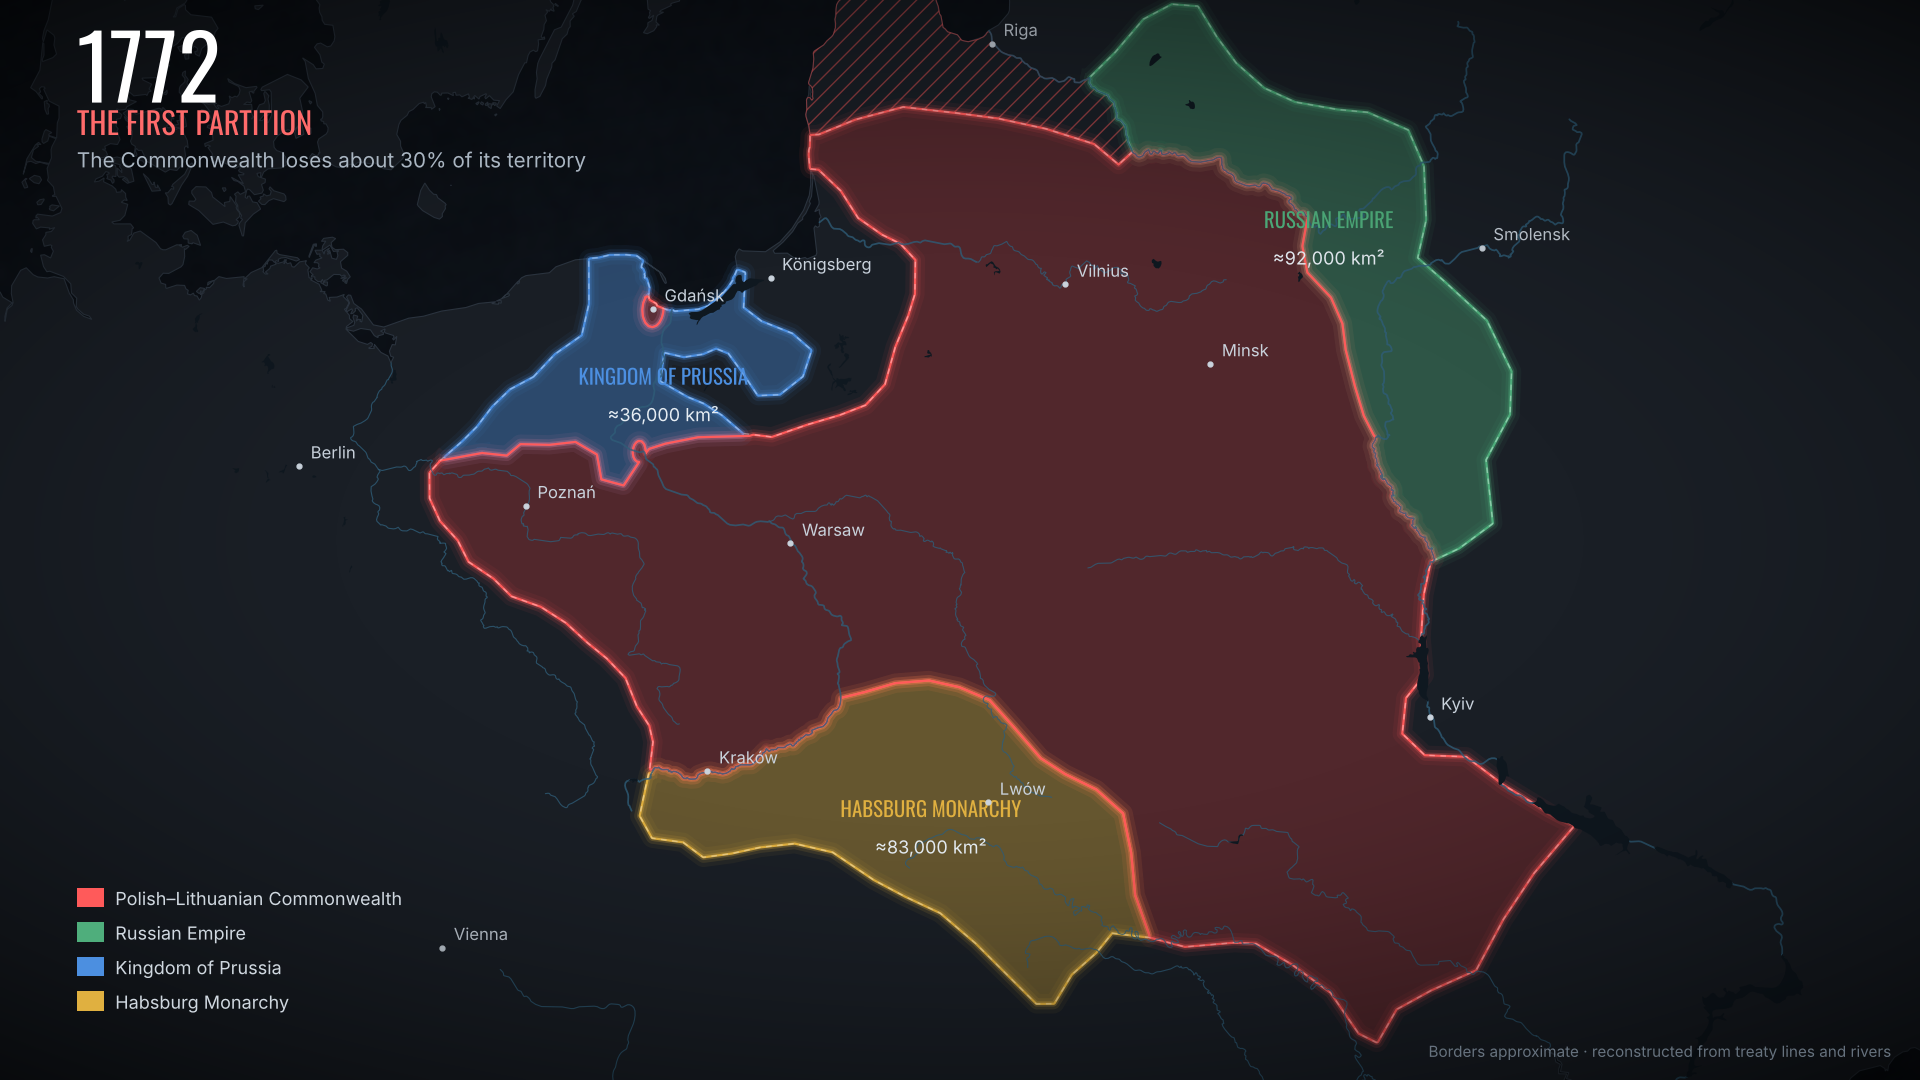 1772
THE FIRST PARTITION
The Commonwealth loses about 30% of its territory
Riga
RUSSIAN EMPIRE
≈92,000 km²
Smolensk
Königsberg
Vilnius
Gdańsk
Minsk
KINGDOM OF PRUSSIA
≈36,000 km²
Berlin
Poznań
Warsaw
Kyiv
Kraków
Lwów
HABSBURG MONARCHY
≈83,000 km²
Polish–Lithuanian Commonwealth
Russian Empire
Kingdom of Prussia
Habsburg Monarchy
Vienna
Borders approximate · reconstructed from treaty lines and rivers